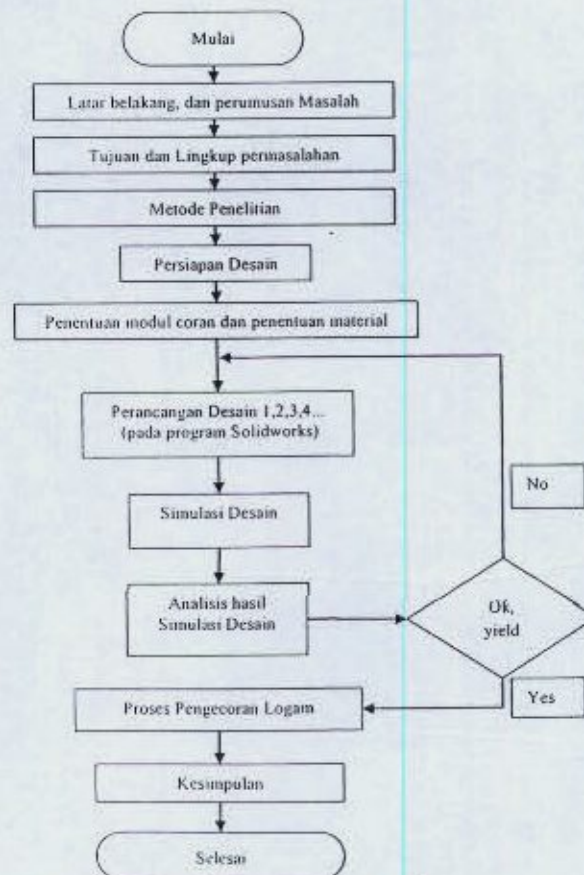 Mulai
Latar belakang, dan perumusan Masalah
Tujuan dan Lingkup permasalahan
Metode Penelitian
Persiapan Desain
Penentuan modul coran dan penentuan material
Perancangan Desain 1,2,3,4...
(pada program Solidworks)
No
Simulasi Desain
Analisis hasil
Simulasi Desain
Ok,
yield
Yes
Proses Pengecoran Logam
Kesimpulan
Selesai